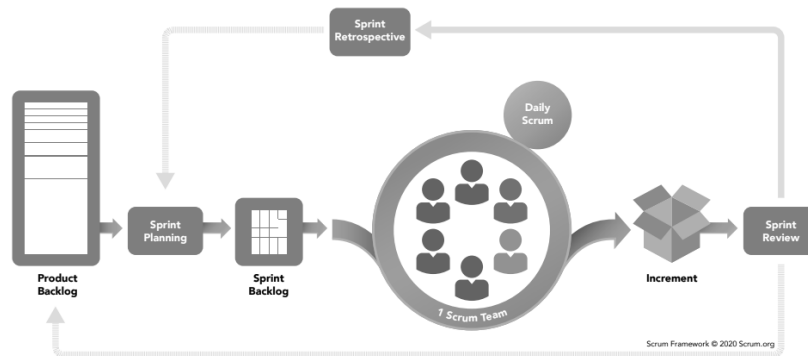 Sprint
Retrospective
Daily
Scrum
Sprint
Planning
Sprint
Review
Product
Backlog
Sprint
Backlog
Increment
1 Scrum Team
Scrum Framework © 2020 Scrum.org